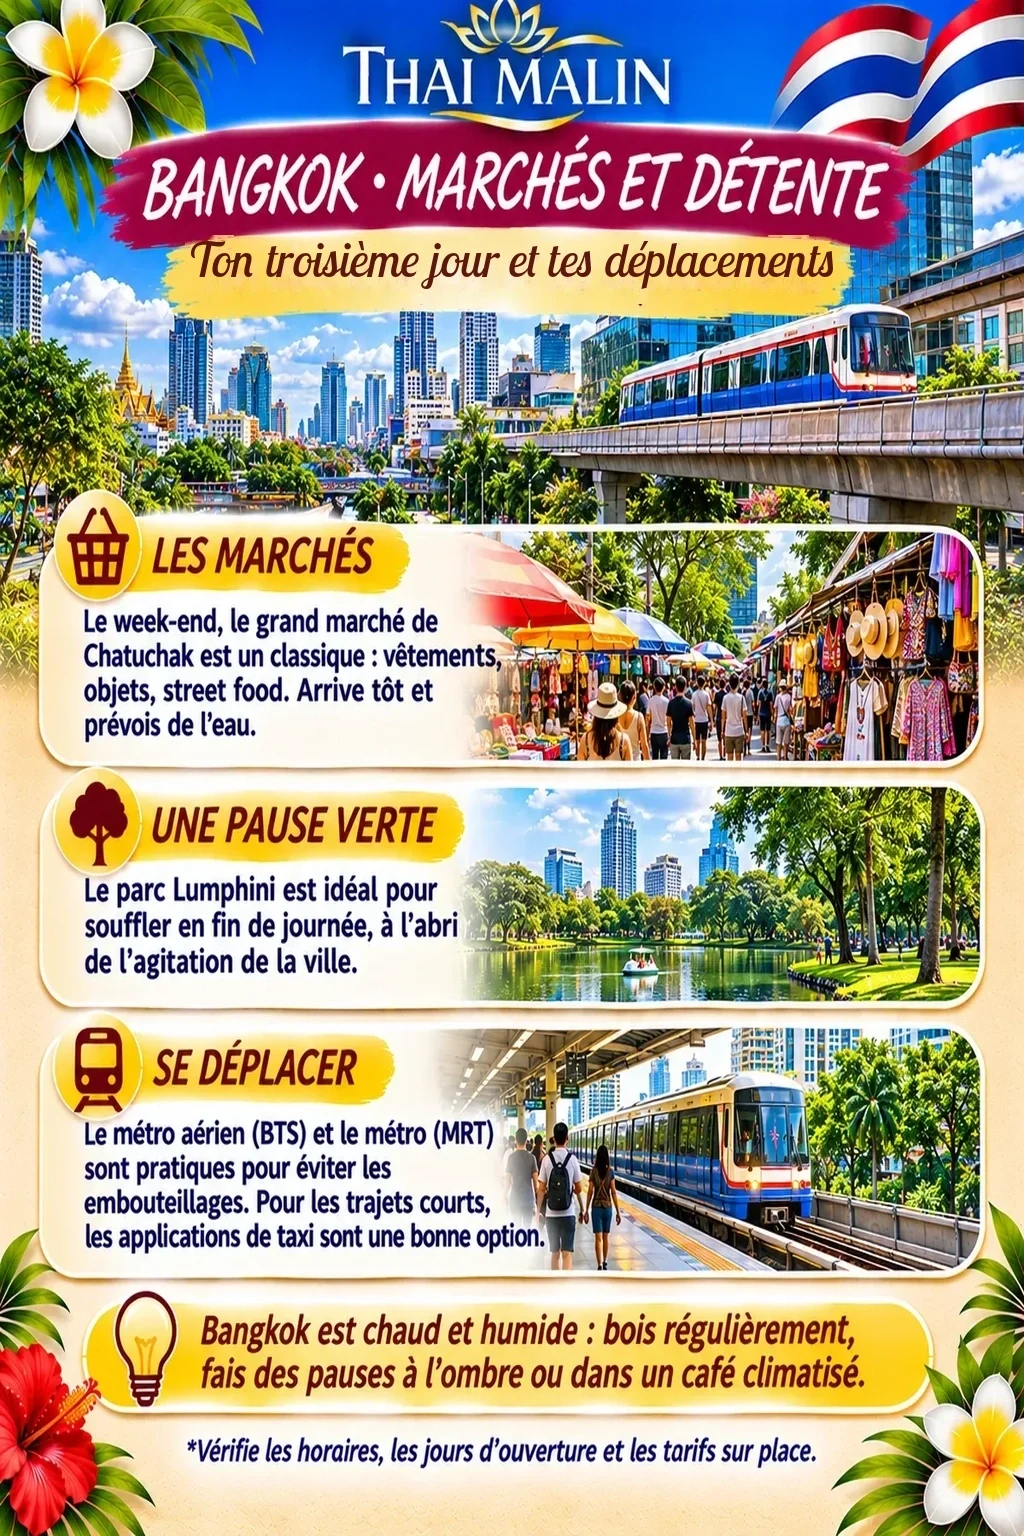 THAI MALIN
BANGKOK • MARCHÉS ET DÉTENTE
Ton troisième jour et tes déplacements
LES MARCHÉS
Le week-end, le grand marché de
Chatuchak est un classique : vêtements,
objets, street food. Arrive tôt et
prévois de l'eau.
UNE PAUSE VERTE
Le parc Lumphini est idéal pour
souffler en fin de journée, à l'abri
de l'agitation de la ville.
SE DÉPLACER
Le métro aérien (BTS) et le métro (MRT)
sont pratiques pour éviter les
embouteillages. Pour les trajets courts,
les applications de taxi sont une bonne option.
Bangkok est chaud et humide : bois régulièrement,
fais des pauses à l'ombre ou dans un café climatisé.
*Vérifie les horaires, les jours d'ouverture et les tarifs sur place.